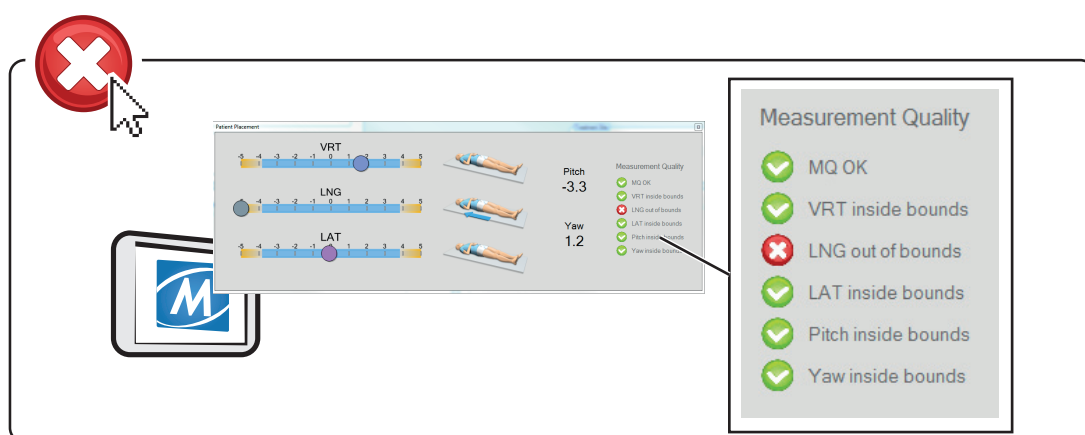 Patient Placement
VRT
-5 -4 -3 -2 -1 0 1 2 3 4 5
LNG
-4 -3 -2 -1 0 1 2 3 4 5
LAT
-5 -4 -3 -2 -1 0 1 2 3 4 5
Pitch
-3.3
Yaw
1.2
Measurement Quality
MQ OK
VRT inside bounds
LNG out of bounds
LAT inside bounds
Pitch inside bounds
Yaw inside bounds
M
Measurement Quality
MQ OK
VRT inside bounds
LNG out of bounds
LAT inside bounds
Pitch inside bounds
Yaw inside bounds